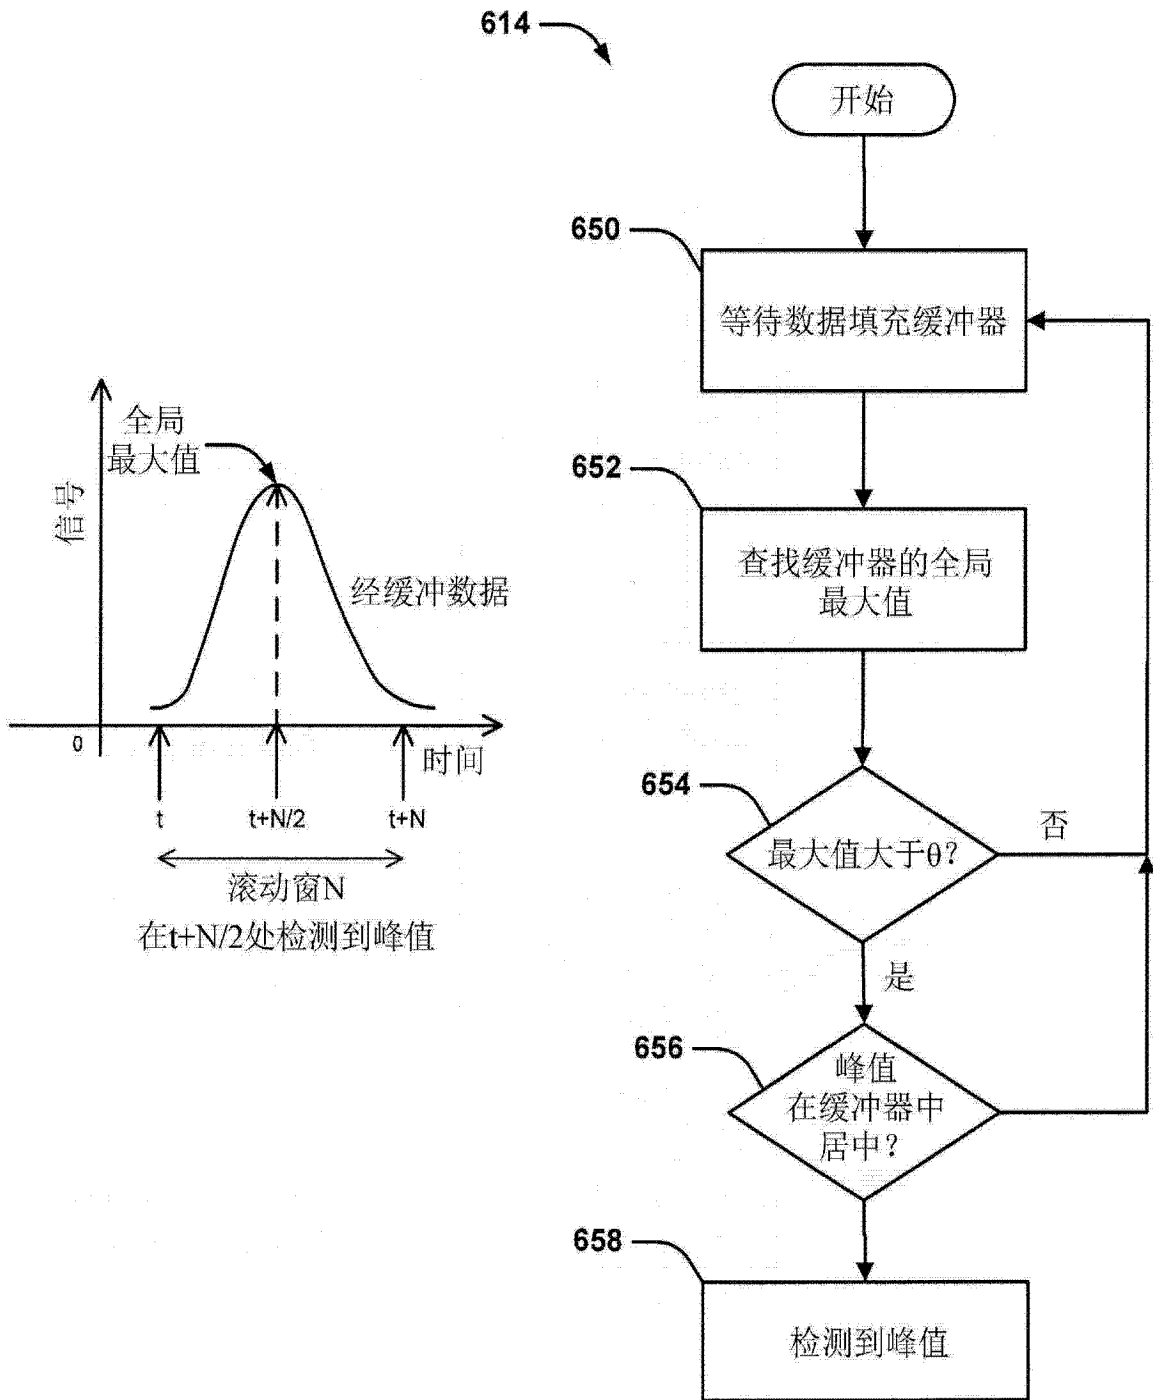 614
开始
650
等待数据填充缓冲器
652
查找缓冲器的全局
最大值
654
最大值大于θ?
否
是
656
峰值
在缓冲器中
居中?
658
检测到峰值
全局
最大值
信号
经缓冲数据
0
时间
t
t+N/2
t+N
滚动窗N
在t+N/2处检测到峰值